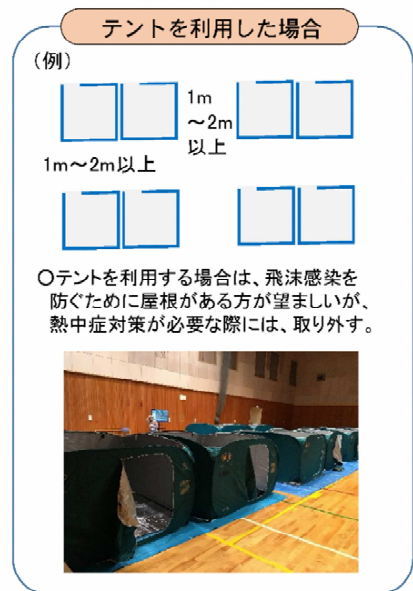 テントを利用した場合
(例)
1m
～2m
以上
1m～2m以上
○テントを利用する場合は、飛沫感染を
防ぐために屋根がある方が望ましいが、
熱中症対策が必要な際には、取り外す。